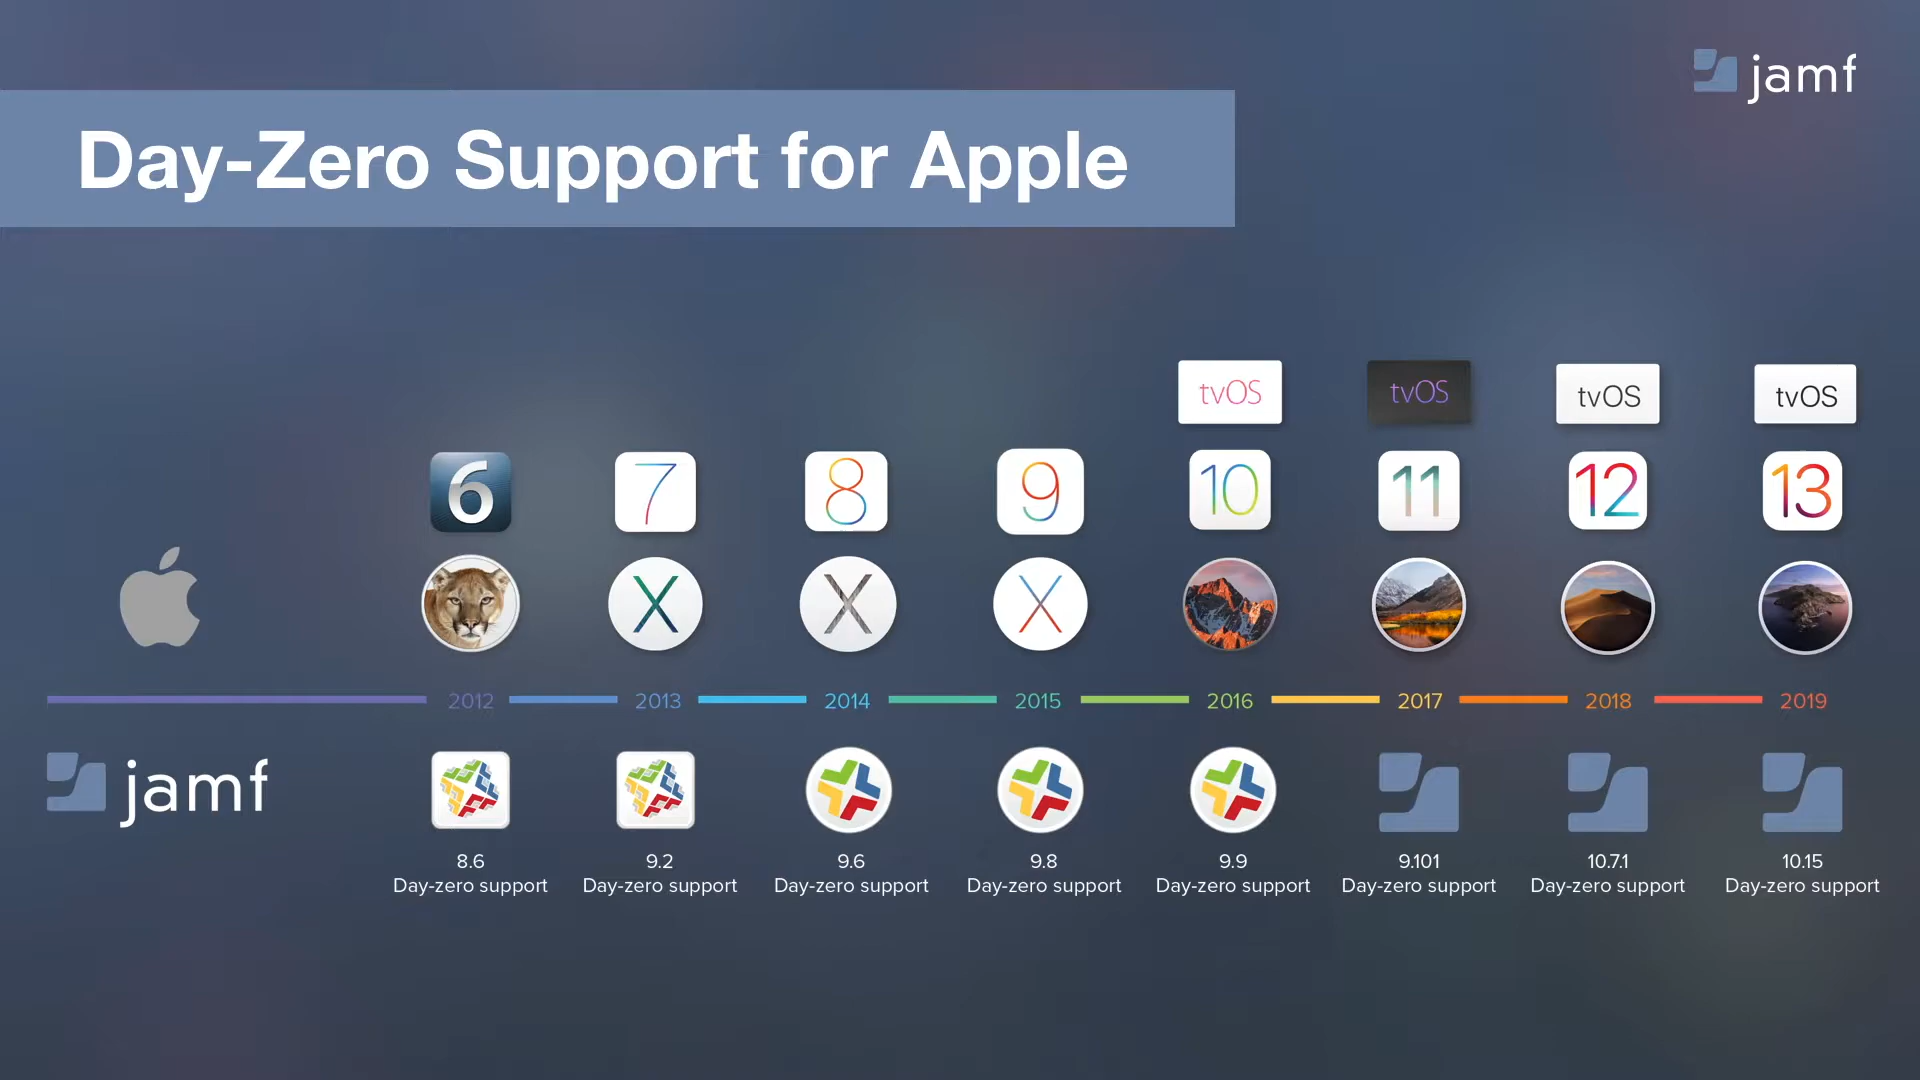 jamf
Day-Zero Support for Apple
tvOS tvOS tvOS tvOS
6 7 8 9 10 11 12 13
X X X
2012 2013 2014 2015 2016 2017 2018 2019
jamf
8.6 9.2 9.6 9.8 9.9 9.101 10.7.1 10.15
Day-zero support Day-zero support Day-zero support Day-zero support Day-zero support Day-zero support Day-zero support Day-zero support